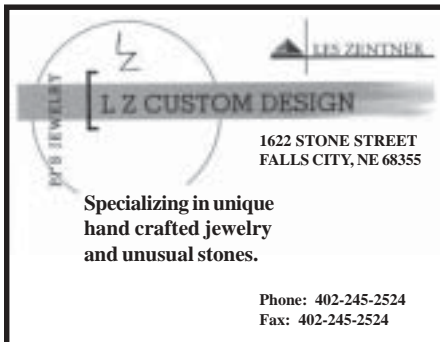 L
Z
LES ZENTNER
L Z CUSTOM DESIGN
JEWELRY
1622 STONE STREET
FALLS CITY, NE 68355
Specializing in unique
hand crafted jewelry
and unusual stones.
Phone: 402-245-2524
Fax: 402-245-2524